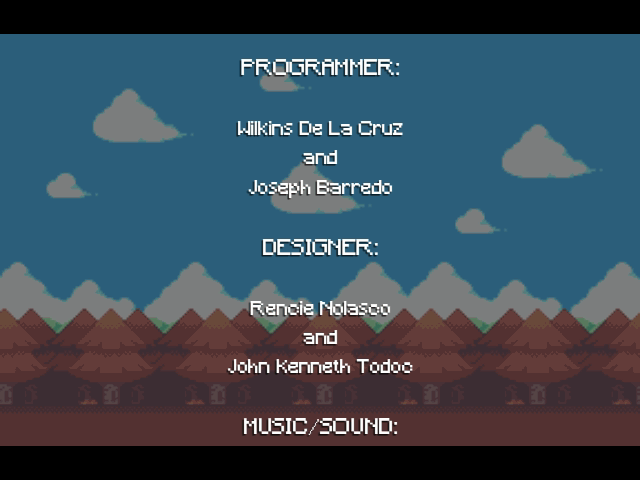 PROGRAMMER:
Wilkins De La Cruz
and
Joseph Barredo
DESIGNER:
Rencie Nolasco
and
John Kenneth Todoc
MUSIC/SOUND: